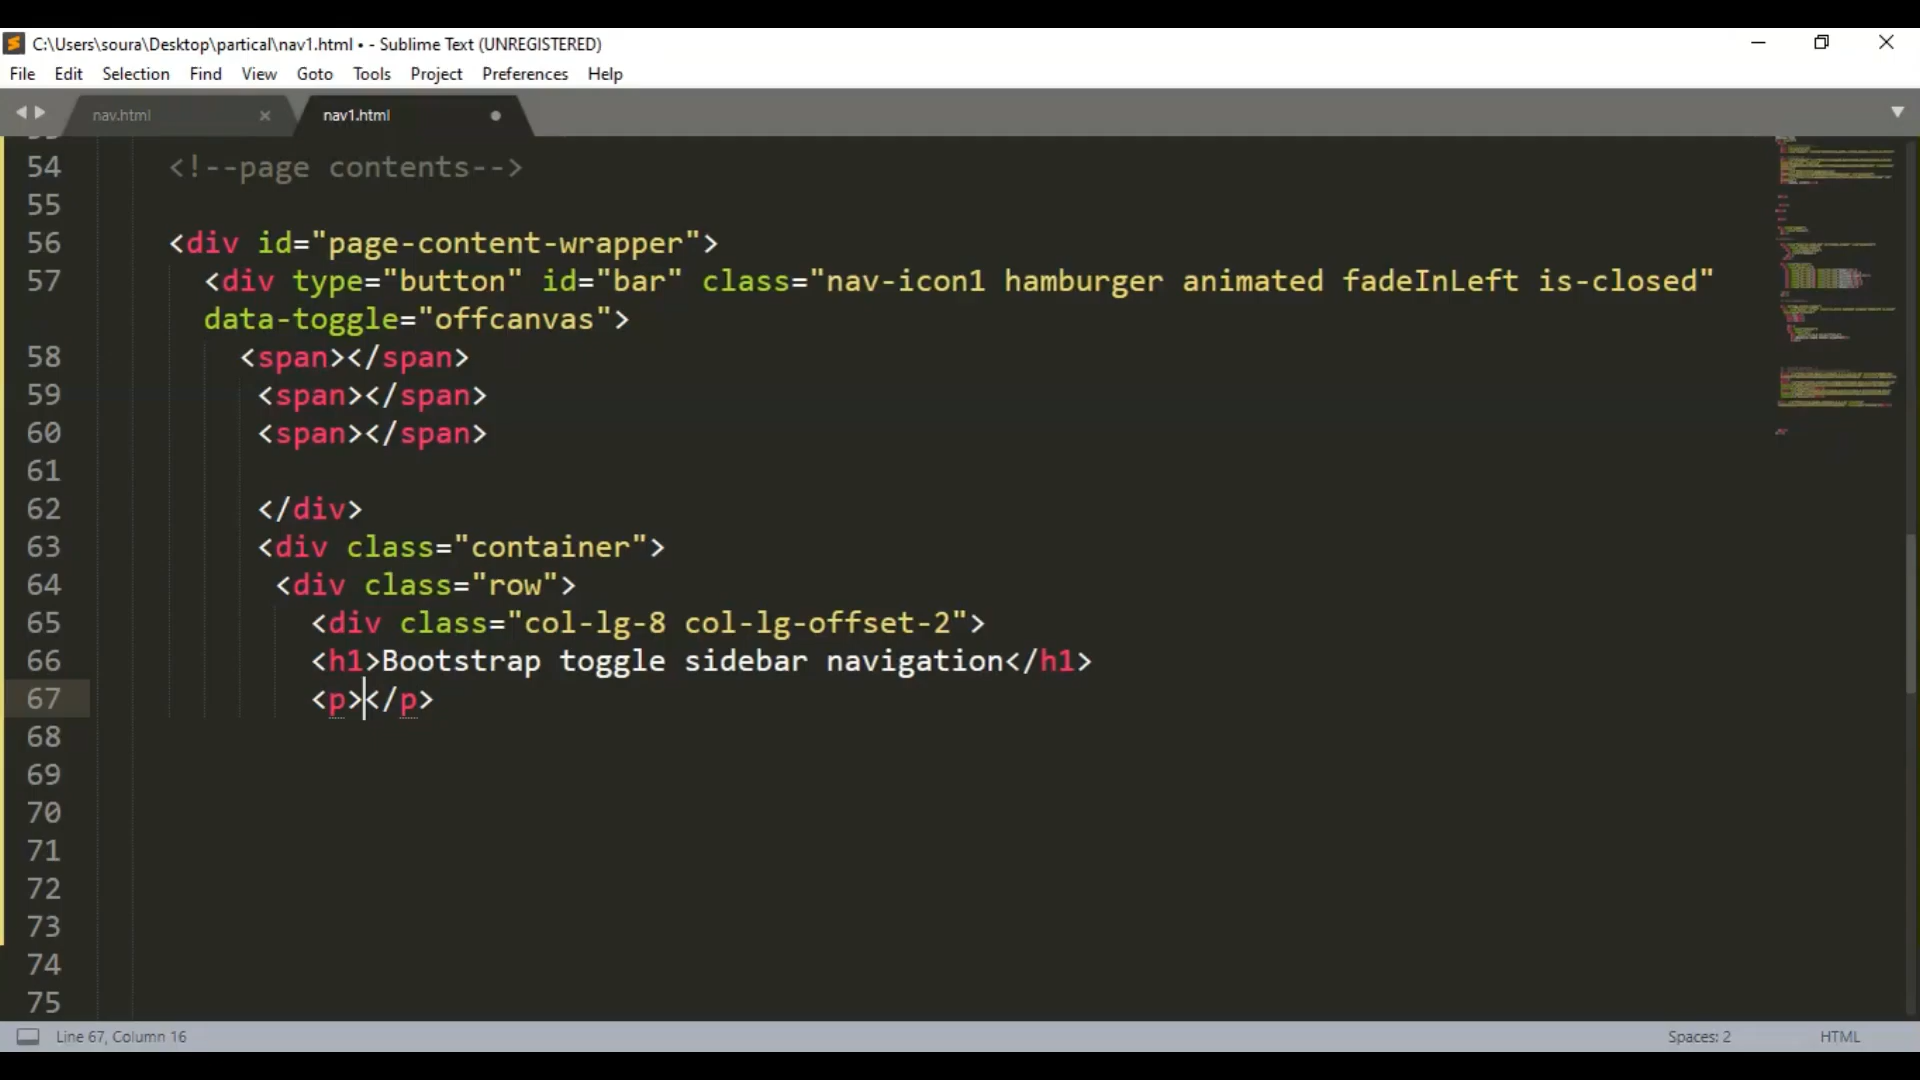 C:\Users\soura\Desktop\partical\nav1.html • - Sublime Text (UNREGISTERED)
File Edit Selection Find View Goto Tools Project Preferences Help
nav.html nav1.html
54 <!--page contents-->
55
56 <div id="page-content-wrapper">
57 <div type="button" id="bar" class="nav-icon1 hamburger animated fadeInLeft is-closed"
data-toggle="offcanvas">
58 <span></span>
59 <span></span>
60 <span></span>
61
62 </div>
63 <div class="container">
64 <div class="row">
65 <div class="col-lg-8 col-lg-offset-2">
66 <h1>Bootstrap toggle sidebar navigation</h1>
67 <p></p>
68
69
70
71
72
73
74
75
Line 67, Column 16 Spaces: 2 HTML